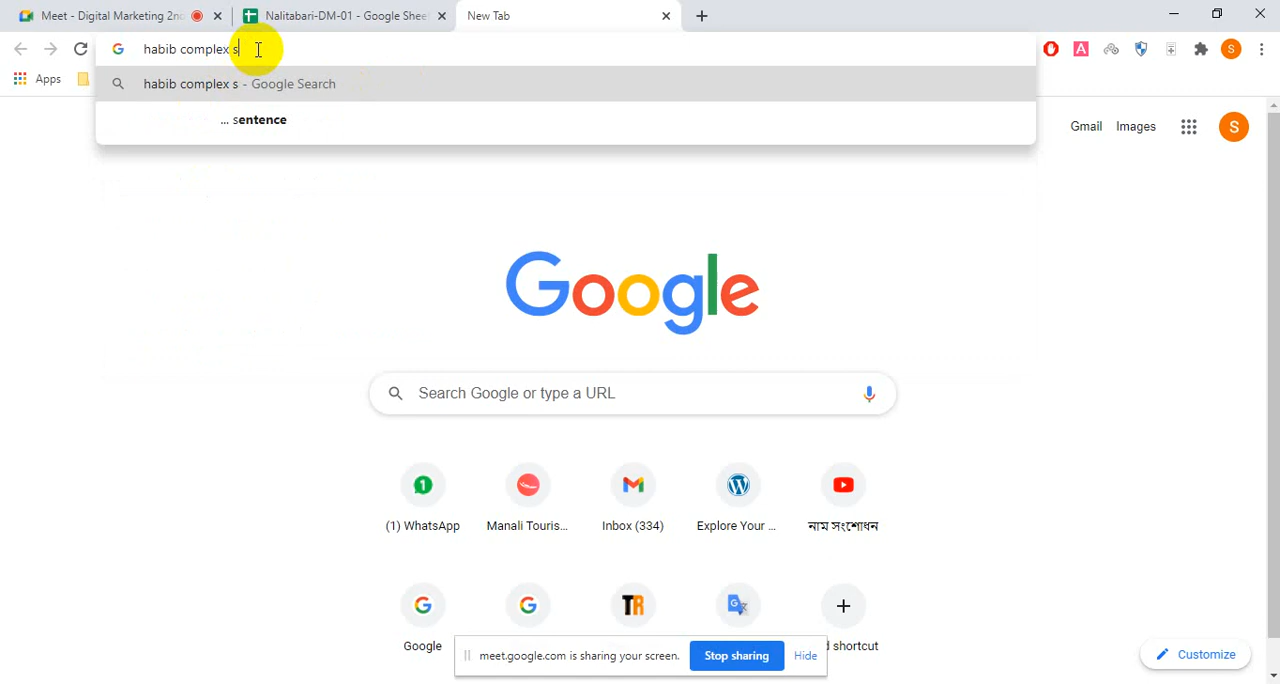 Meet - Digital Marketing 2nd
Nalitabari-DM-01 - Google Shee
New Tab
habib complex s
habib complex s - Google Search
... sentence
Apps
Gmail Images
S
S
A
Google
Search Google or type a URL
1
(1) WhatsApp
Manali Touris...
Inbox (334)
Explore Your ...
নাম সংশোধন
TR
Google
d shortcut
meet.google.com is sharing your screen.
Stop sharing
Hide
Customize